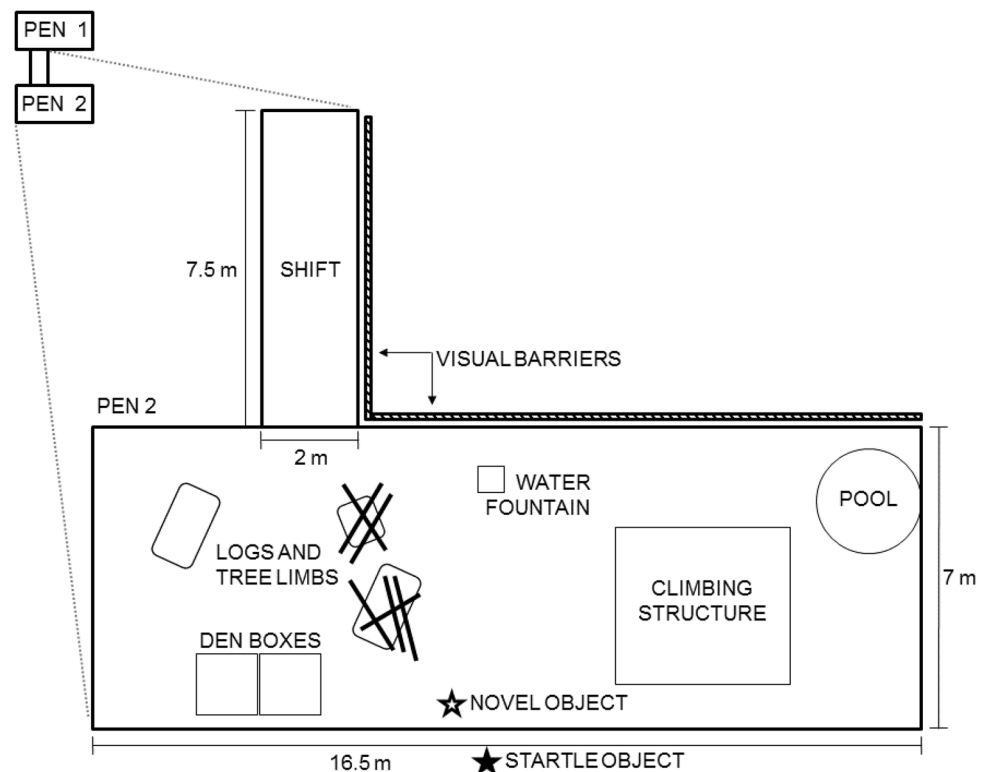 PEN 1
PEN 2
7.5 m
SHIFT
VISUAL BARRIERS
PEN 2
2 m
WATER
FOUNTAIN
POOL
LOGS AND
TREE LIMBS
7 m
CLIMBING
STRUCTURE
DEN BOXES
NOVEL OBJECT
16.5 m
STARTLE OBJECT